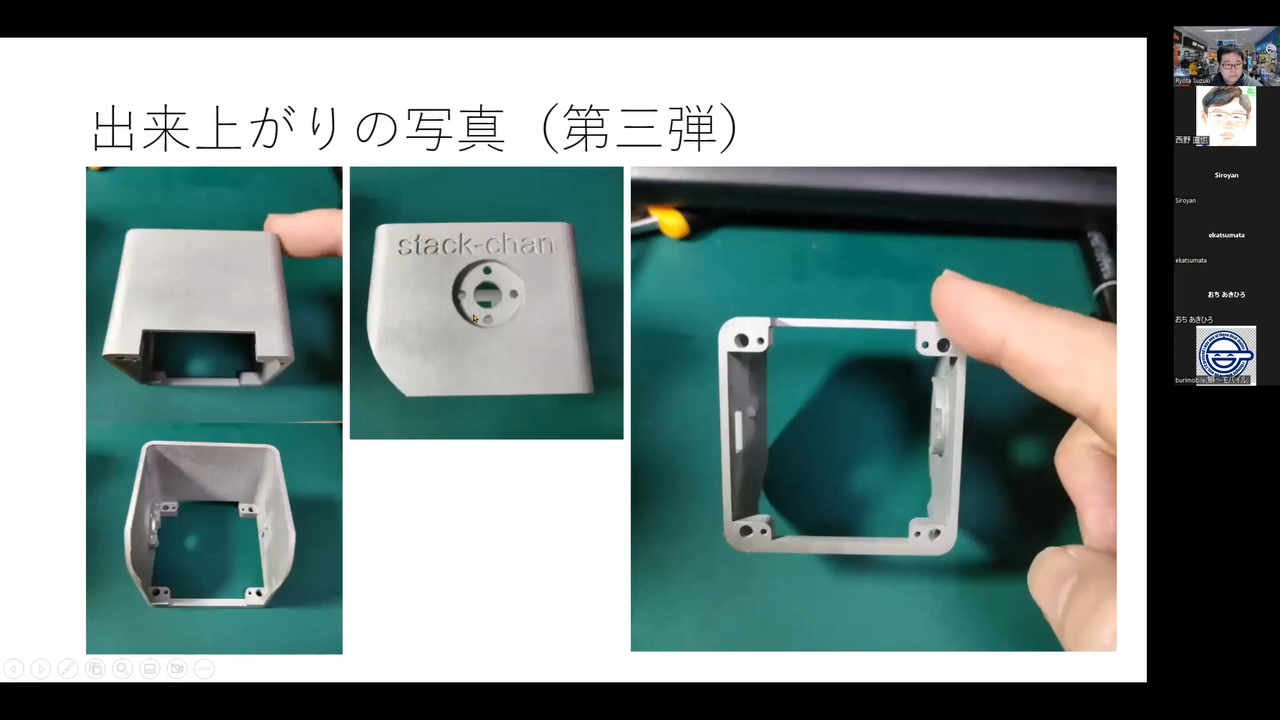 出来上がりの写真（第三弾）
stack-chan
Ryota Suzuki
西野 直也
Siroyan
Siroyan
ekatsumata
ekatsumata
おち あきひろ
おち あきひろ